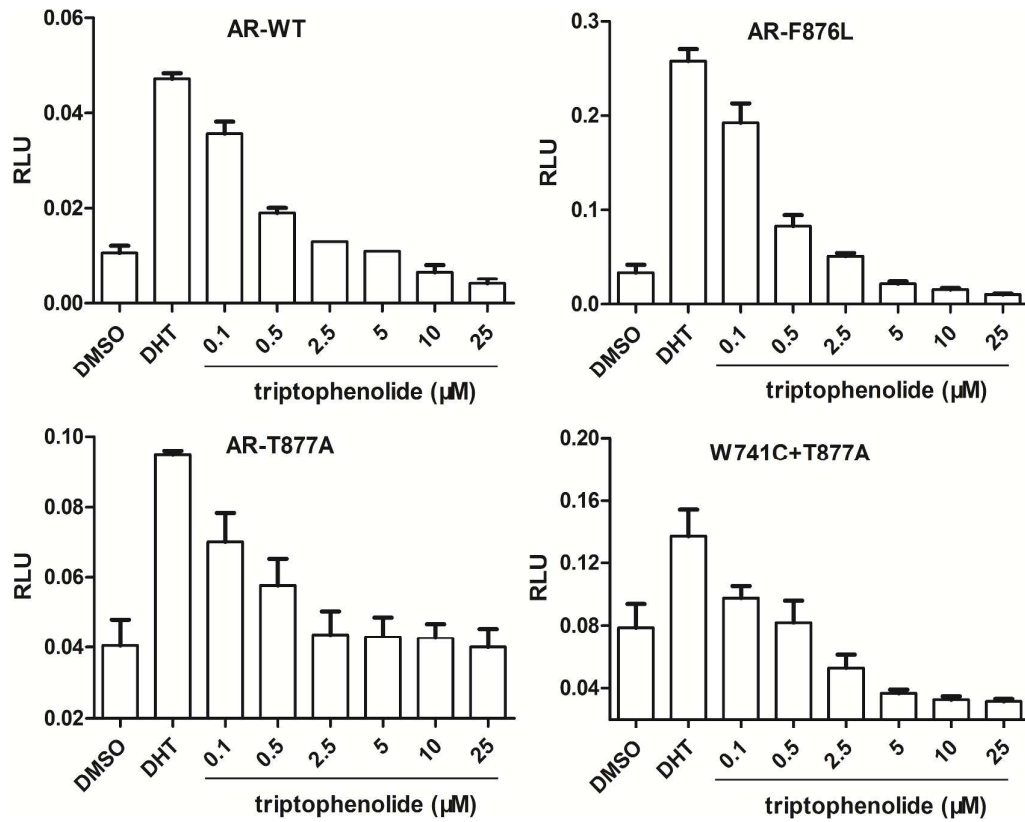 AR-WT
0.06
0.04
0.02
0.00
RLU
DMSO DHT 0.1 0.5 2.5 5 10 25
triptophenolide (µM)
AR-F876L
0.3
0.2
0.1
0.0
RLU
DMSO DHT 0.1 0.5 2.5 5 10 25
triptophenolide (µM)
AR-T877A
0.10
0.08
0.06
0.04
0.02
RLU
DMSO DHT 0.1 0.5 2.5 5 10 25
triptophenolide (µM)
W741C+T877A
0.20
0.16
0.12
0.08
0.04
RLU
DMSO DHT 0.1 0.5 2.5 5 10 25
triptophenolide (µM)